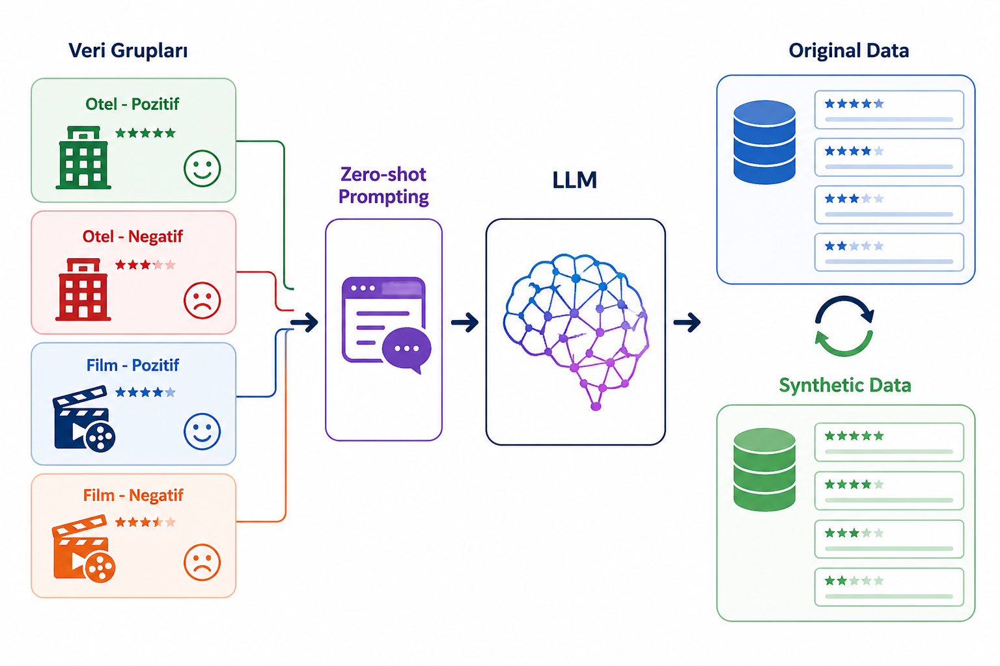 Veri Grupları
Otel - Pozitif
Otel - Negatif
Film - Pozitif
Film - Negatif
Zero-shot
Prompting
LLM
Original Data
Synthetic Data